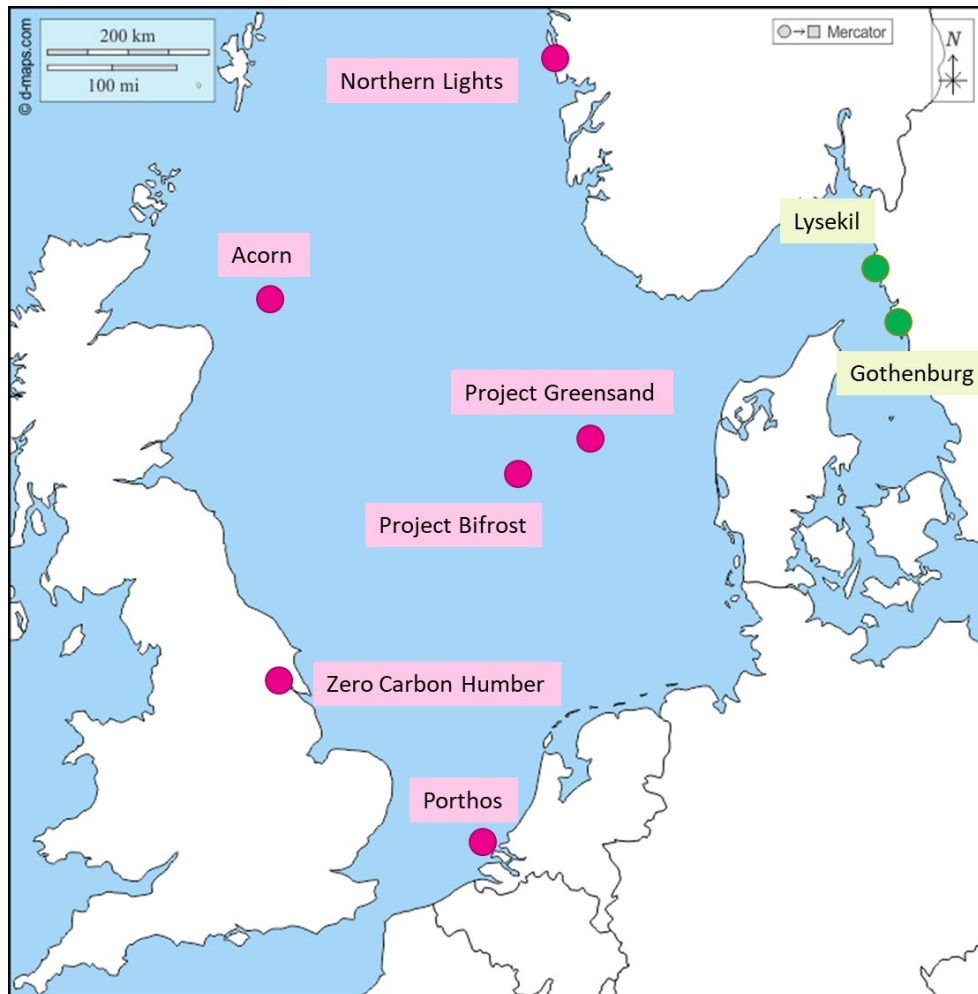 200 km
100 mi
© d-maps.com
Mercator
N
Northern Lights
Lysekil
Acorn
Gothenburg
Project Greensand
Project Bifrost
Zero Carbon Humber
Porthos